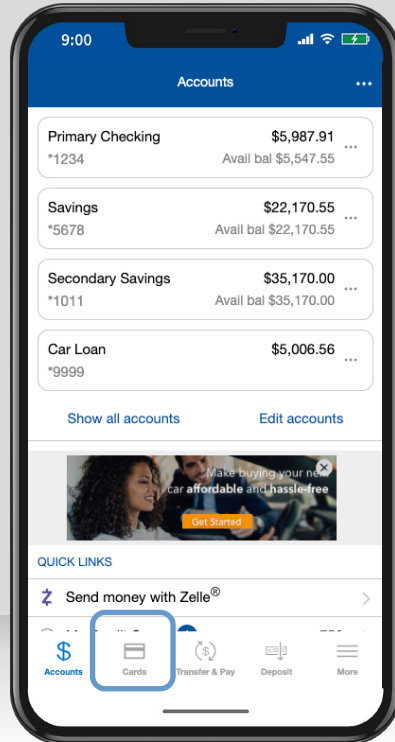 9:00
Accounts
Primary Checking $5,987.91
*1234 Avail bal $5,547.55
Savings $22,170.55
*5678 Avail bal $22,170.55
Secondary Savings $35,170.00
*1011 Avail bal $35,170.00
Car Loan $5,006.56
*9999
Show all accounts Edit accounts
Make buying your
car affordable and hassle-free
Get Started
QUICK LINKS
Send money with Zelle®
Accounts Cards Transfer & Pay Deposit More